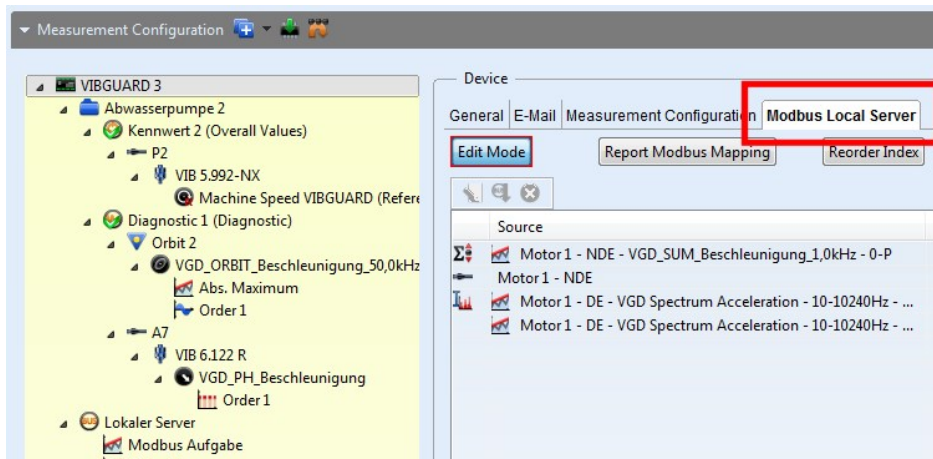 Measurement Configuration
VIBGUARD 3
Abwasserpumpe 2
Kennwert 2 (Overall Values)
P2
VIB 5.992-NX
Machine Speed VIBGUARD (Refere
Diagnostic 1 (Diagnostic)
Orbit 2
VGD_ORBIT_Beschleunigung_50,0kHz
Abs. Maximum
Order 1
A7
VIB 6.122 R
VGD_PH_Beschleunigung
Order 1
BUS Lokaler Server
Modbus Aufgabe
Device
General E-Mail Measurement Configuration Modbus Local Server
Edit Mode Report Modbus Mapping Reorder Index
Source
Motor 1 - NDE - VGD_SUM_Beschleunigung_1,0kHz - 0-P
Motor 1 - NDE
Motor 1 - DE - VGD Spectrum Acceleration - 10-10240Hz - ...
Motor 1 - DE - VGD Spectrum Acceleration - 10-10240Hz - ...